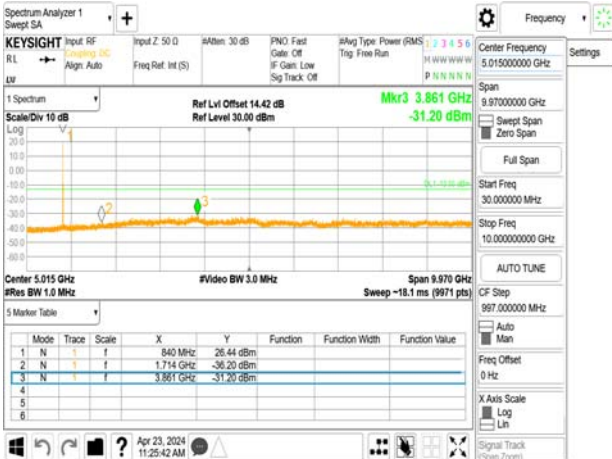 Spectrum Analyzer 1
Swept SA
Frequency
KEYSIGHT Input: RF
RL Coupling: DC
Align: Auto
Input Z: 50 Ω
Freq Ref: Int (S)
#Atten: 30 dB
PNO: Fast
Gate: Off
IF Gain: Low
Sig Track: Off
#Avg Type: Power (RMS
Trig: Free Run
1 2 3 4 5 6
M W W W W W
P N N N N N
LXI
1 Spectrum
Scale/Div 10 dB
Ref Lvl Offset 14.42 dB
Ref Level 30.00 dBm
Mkr3 3.861 GHz
-31.20 dBm
Log
20.0
10.0
0.00
-10.0
-20.0
-30.0
-40.0
-50.0
-60.0
1
2
3
Center 5.015 GHz
#Res BW 1.0 MHz
#Video BW 3.0 MHz
Span 9.970 GHz
Sweep ~18.1 ms (9971 pts)
5 Marker Table
Mode Trace Scale X Y Function Function Width Function Value
1 N 1 f 840 MHz 26.44 dBm
2 N 1 f 1.714 GHz -36.20 dBm
3 N 1 f 3.861 GHz -31.20 dBm
4
5
6
Apr 23, 2024
11:25:42 AM
Center Frequency
5.015000000 GHz
Settings
Span
9.97000000 GHz
Swept Span
Zero Span
Full Span
Start Freq
30.000000 MHz
Stop Freq
10.000000000 GHz
AUTO TUNE
CF Step
997.000000 MHz
Auto
Man
Freq Offset
0 Hz
X Axis Scale
Log
Lin
Signal Track
(Span Zoom)